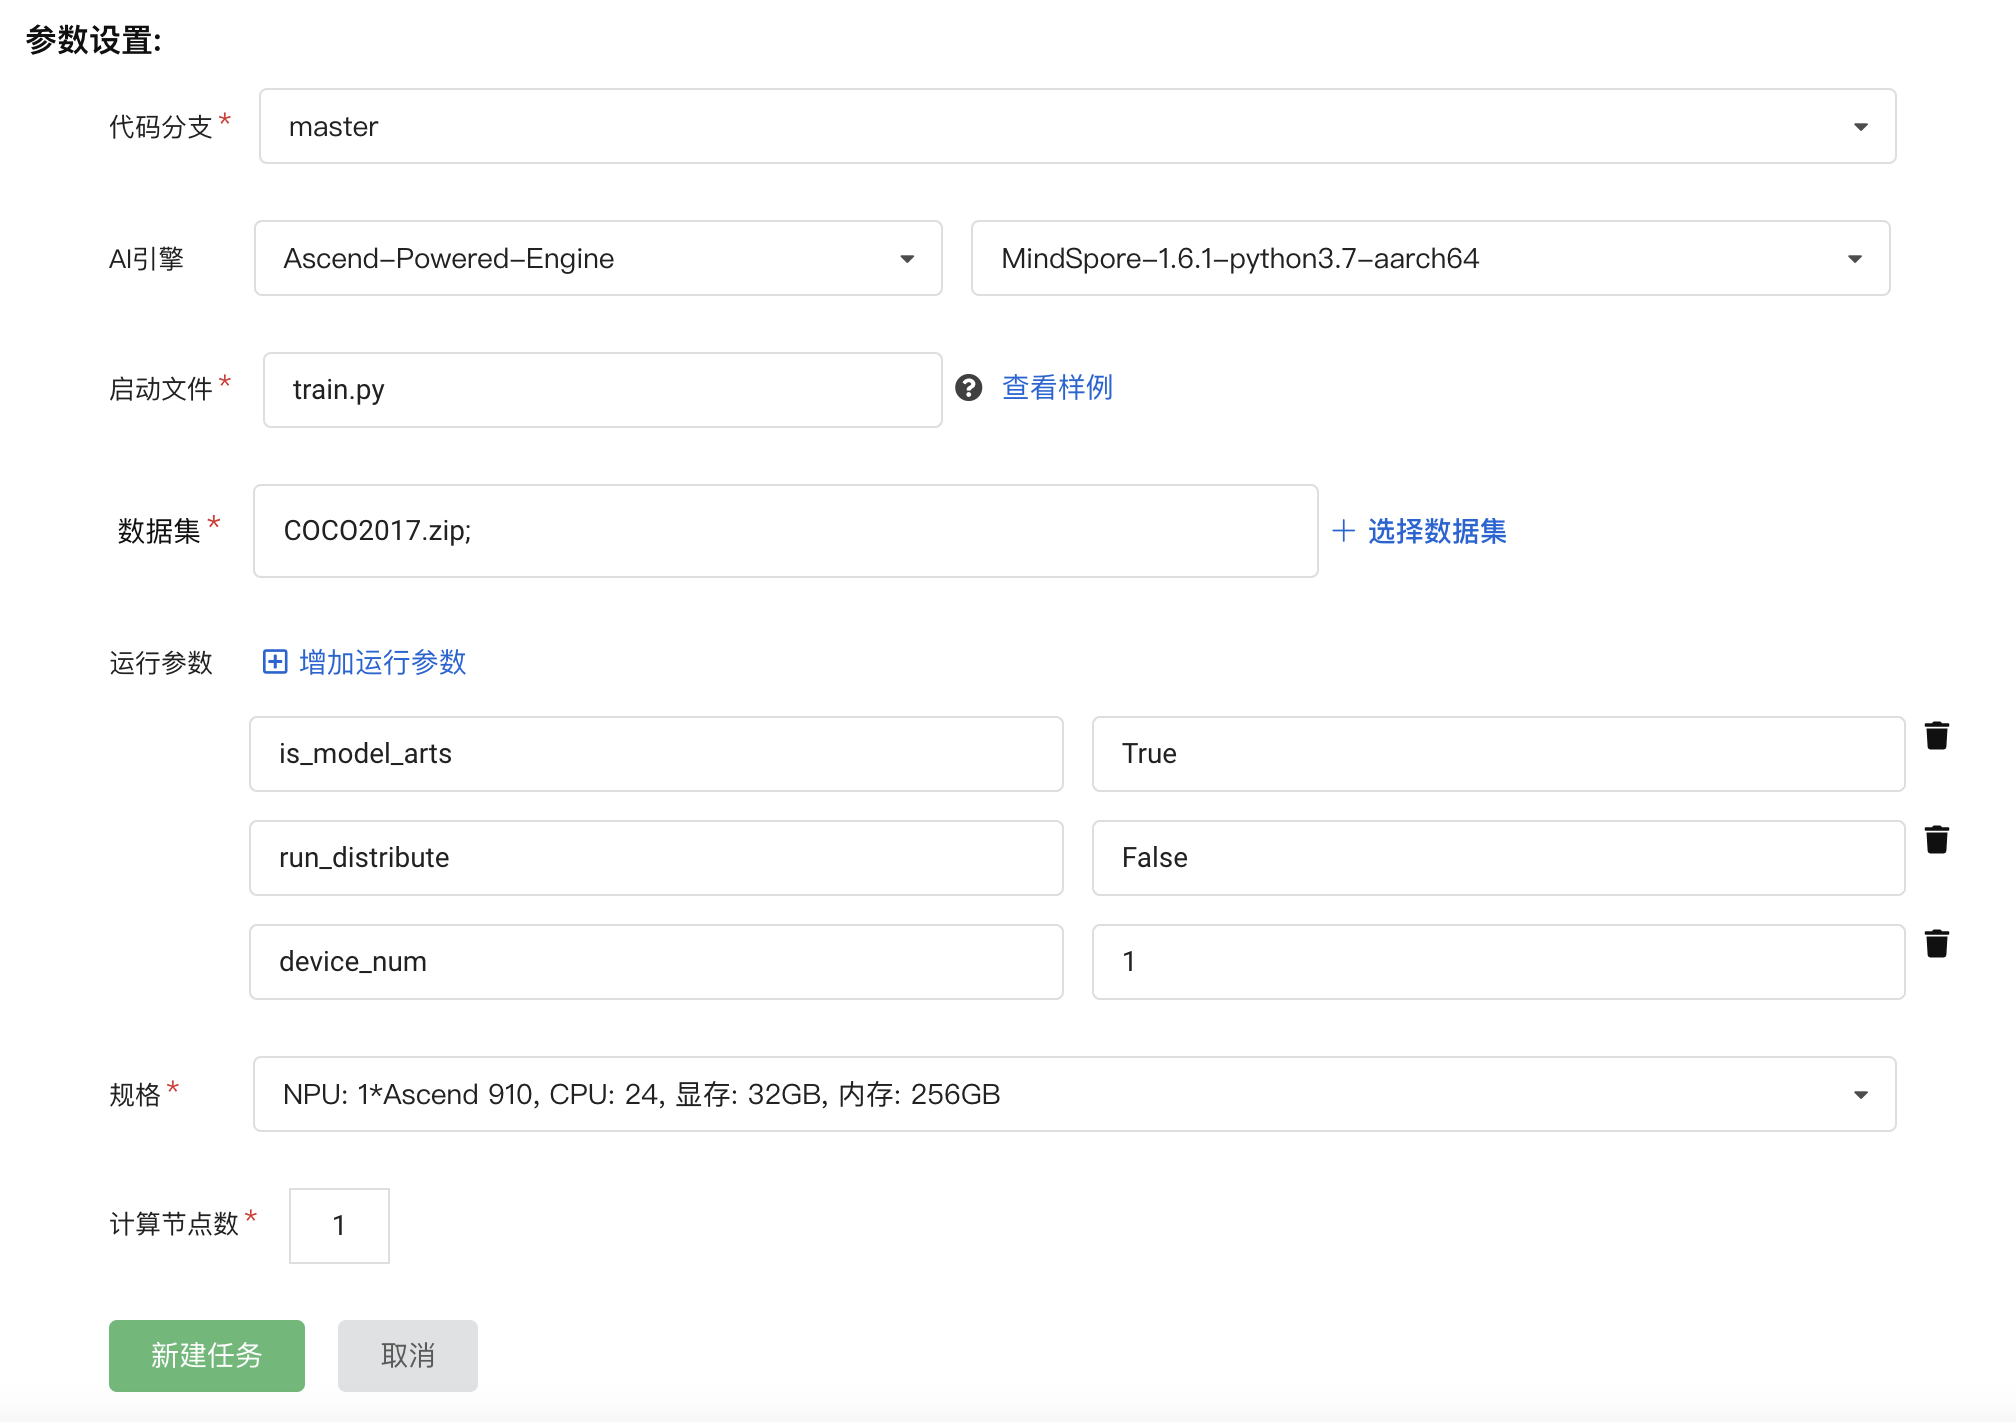 参数设置:
代码分支* master
AI引擎 Ascend-Powered-Engine MindSpore-1.6.1-python3.7-aarch64
启动文件* train.py 查看样例
数据集* COCO2017.zip; 选择数据集
运行参数 增加运行参数
is_model_arts True
run_distribute False
device_num 1
规格* NPU: 1*Ascend 910, CPU: 24, 显存: 32GB, 内存: 256GB
计算节点数* 1
新建任务 取消